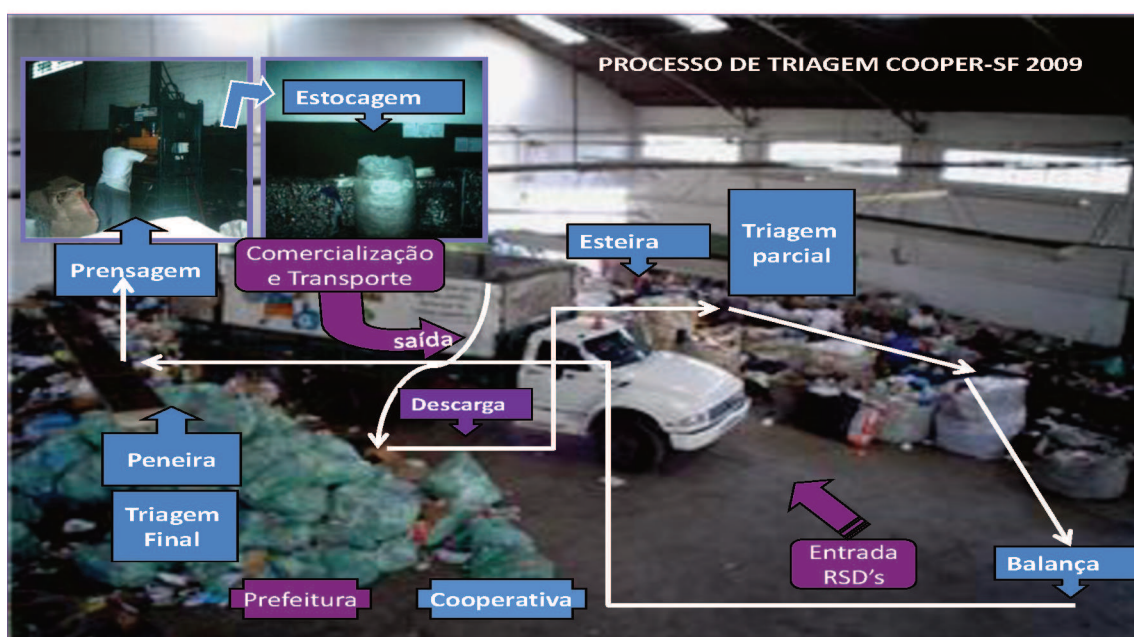 PROCESSO DE TRIAGEM COOPER-SF 2009
Estocagem
Prensagem
Comercialização
e Transporte
saída
Esteira
Triagem
parcial
Descarga
Peneira
Triagem
Final
Entrada
RSD's
Balança
Prefeitura
Cooperativa